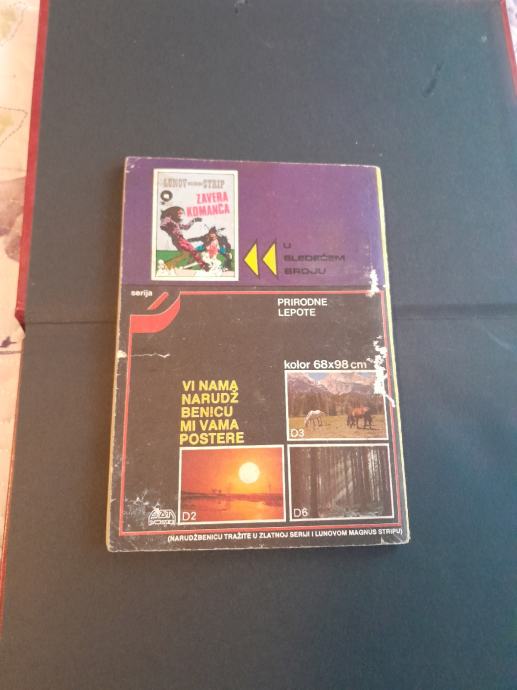 LUNOV MAGNUS STRIP
ZAVERA
KOMANČA
U
SLEDEĆEM
BROJU
serija
PRIRODNE
LEPOTE
kolor 68x98 cm
VI NAMA
NARUDŽ
BENICU
MI VAMA
POSTERE
D3
D2
D6
(NARUDŽBENICU TRAŽITE U ZLATNOJ SERIJI I LUNOVOM MAGNUS STRIPU)